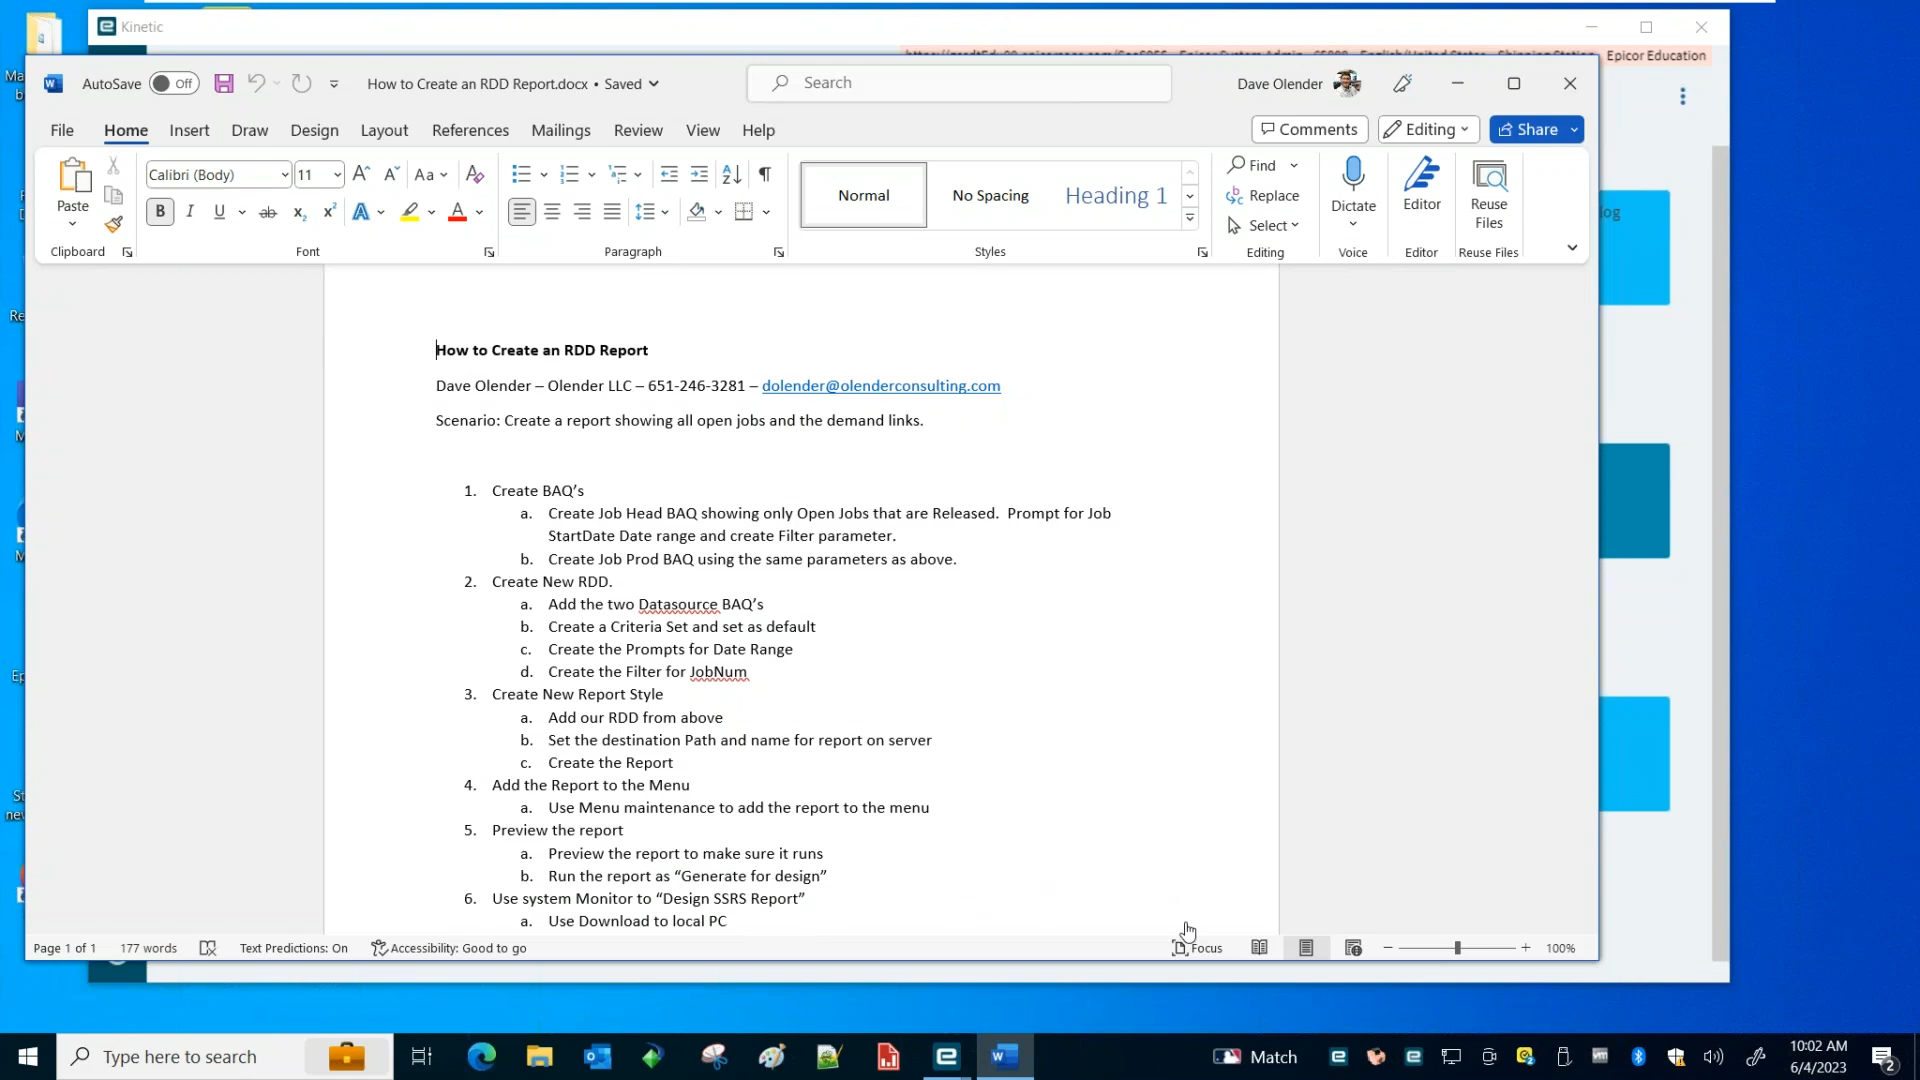 Kinetic
Epicor Education
AutoSave Off
How to Create an RDD Report.docx • Saved
Search
Dave Olender
File Home Insert Draw Design Layout References Mailings Review View Help
Comments Editing Share
Paste
Calibri (Body) 11
Normal
No Spacing
Heading 1
Find
Replace
Select
Dictate
Editor
Reuse
Files
Clipboard
Font
Paragraph
Styles
Editing
Voice
Editor
Reuse Files
How to Create an RDD Report
Dave Olender – Olender LLC – 651-246-3281 – dolender@olenderconsulting.com
Scenario: Create a report showing all open jobs and the demand links.
1. Create BAQ’s
a. Create Job Head BAQ showing only Open Jobs that are Released. Prompt for Job
StartDate Date range and create Filter parameter.
b. Create Job Prod BAQ using the same parameters as above.
2. Create New RDD.
a. Add the two Datasource BAQ’s
b. Create a Criteria Set and set as default
c. Create the Prompts for Date Range
d. Create the Filter for JobNum
3. Create New Report Style
a. Add our RDD from above
b. Set the destination Path and name for report on server
c. Create the Report
4. Add the Report to the Menu
a. Use Menu maintenance to add the report to the menu
5. Preview the report
a. Preview the report to make sure it runs
b. Run the report as “Generate for design”
6. Use system Monitor to “Design SSRS Report”
a. Use Download to local PC
Page 1 of 1 177 words Text Predictions: On Accessibility: Good to go Focus 100%
Type here to search
Match
10:02 AM
6/4/2023
2